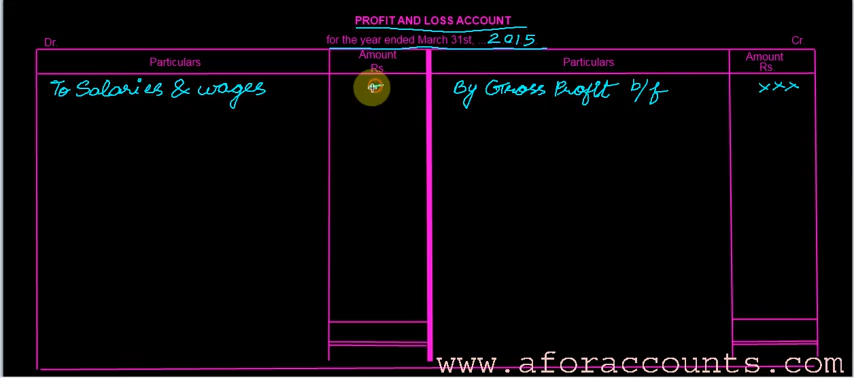 PROFIT AND LOSS ACCOUNT
for the year ended March 31st, ...2015
Dr. Cr
Particulars Amount Rs Particulars Amount Rs.
To Salaries & wages By Gross Profit b/f xxx
www.aforaccounts.com